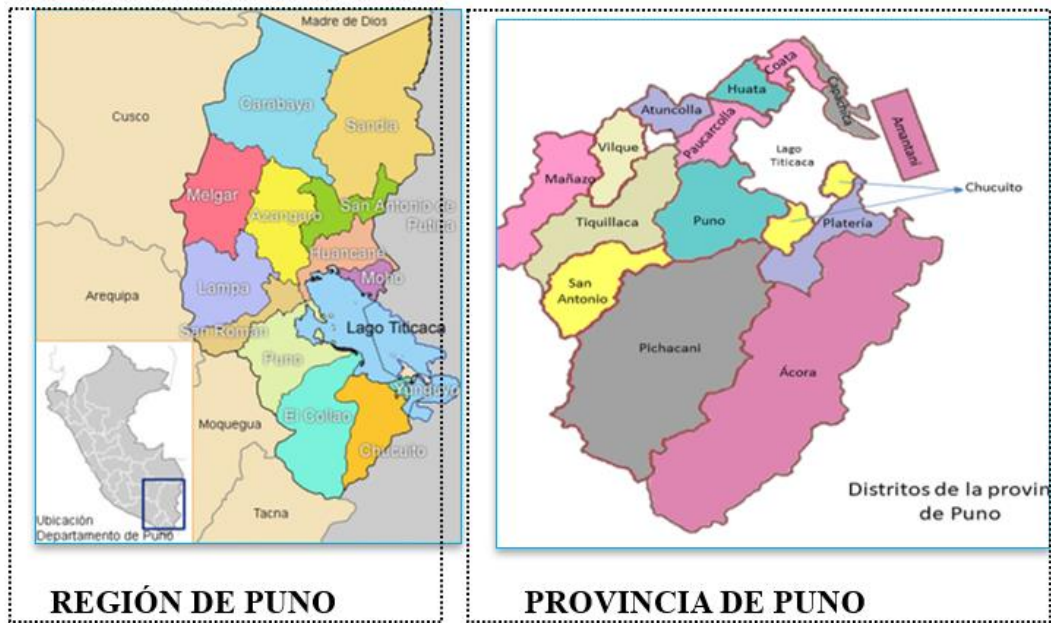 Madre de Dios
Cusco
Carabaya
Sandia
Melgar
Azangaro
San Antonio de
Putina
Huancane
Moho
Lampa
Arequipa
San Roman
Lago Titicaca
Puno
Yunguyo
El Collao
Moquegua
Chucuito
Tacna
Ubicación
Departamento de Puno
REGIÓN DE PUNO
Coata
Capachica
Huata
Atuncolla
Amantani
Paucarcolla
Vilque
Lago
Titicaca
Mañazo
Chucuito
Tiquillaca
Puno
Platería
San
Antonio
Pichacani
Ácora
Distritos de la provin
de Puno
PROVINCIA DE PUNO